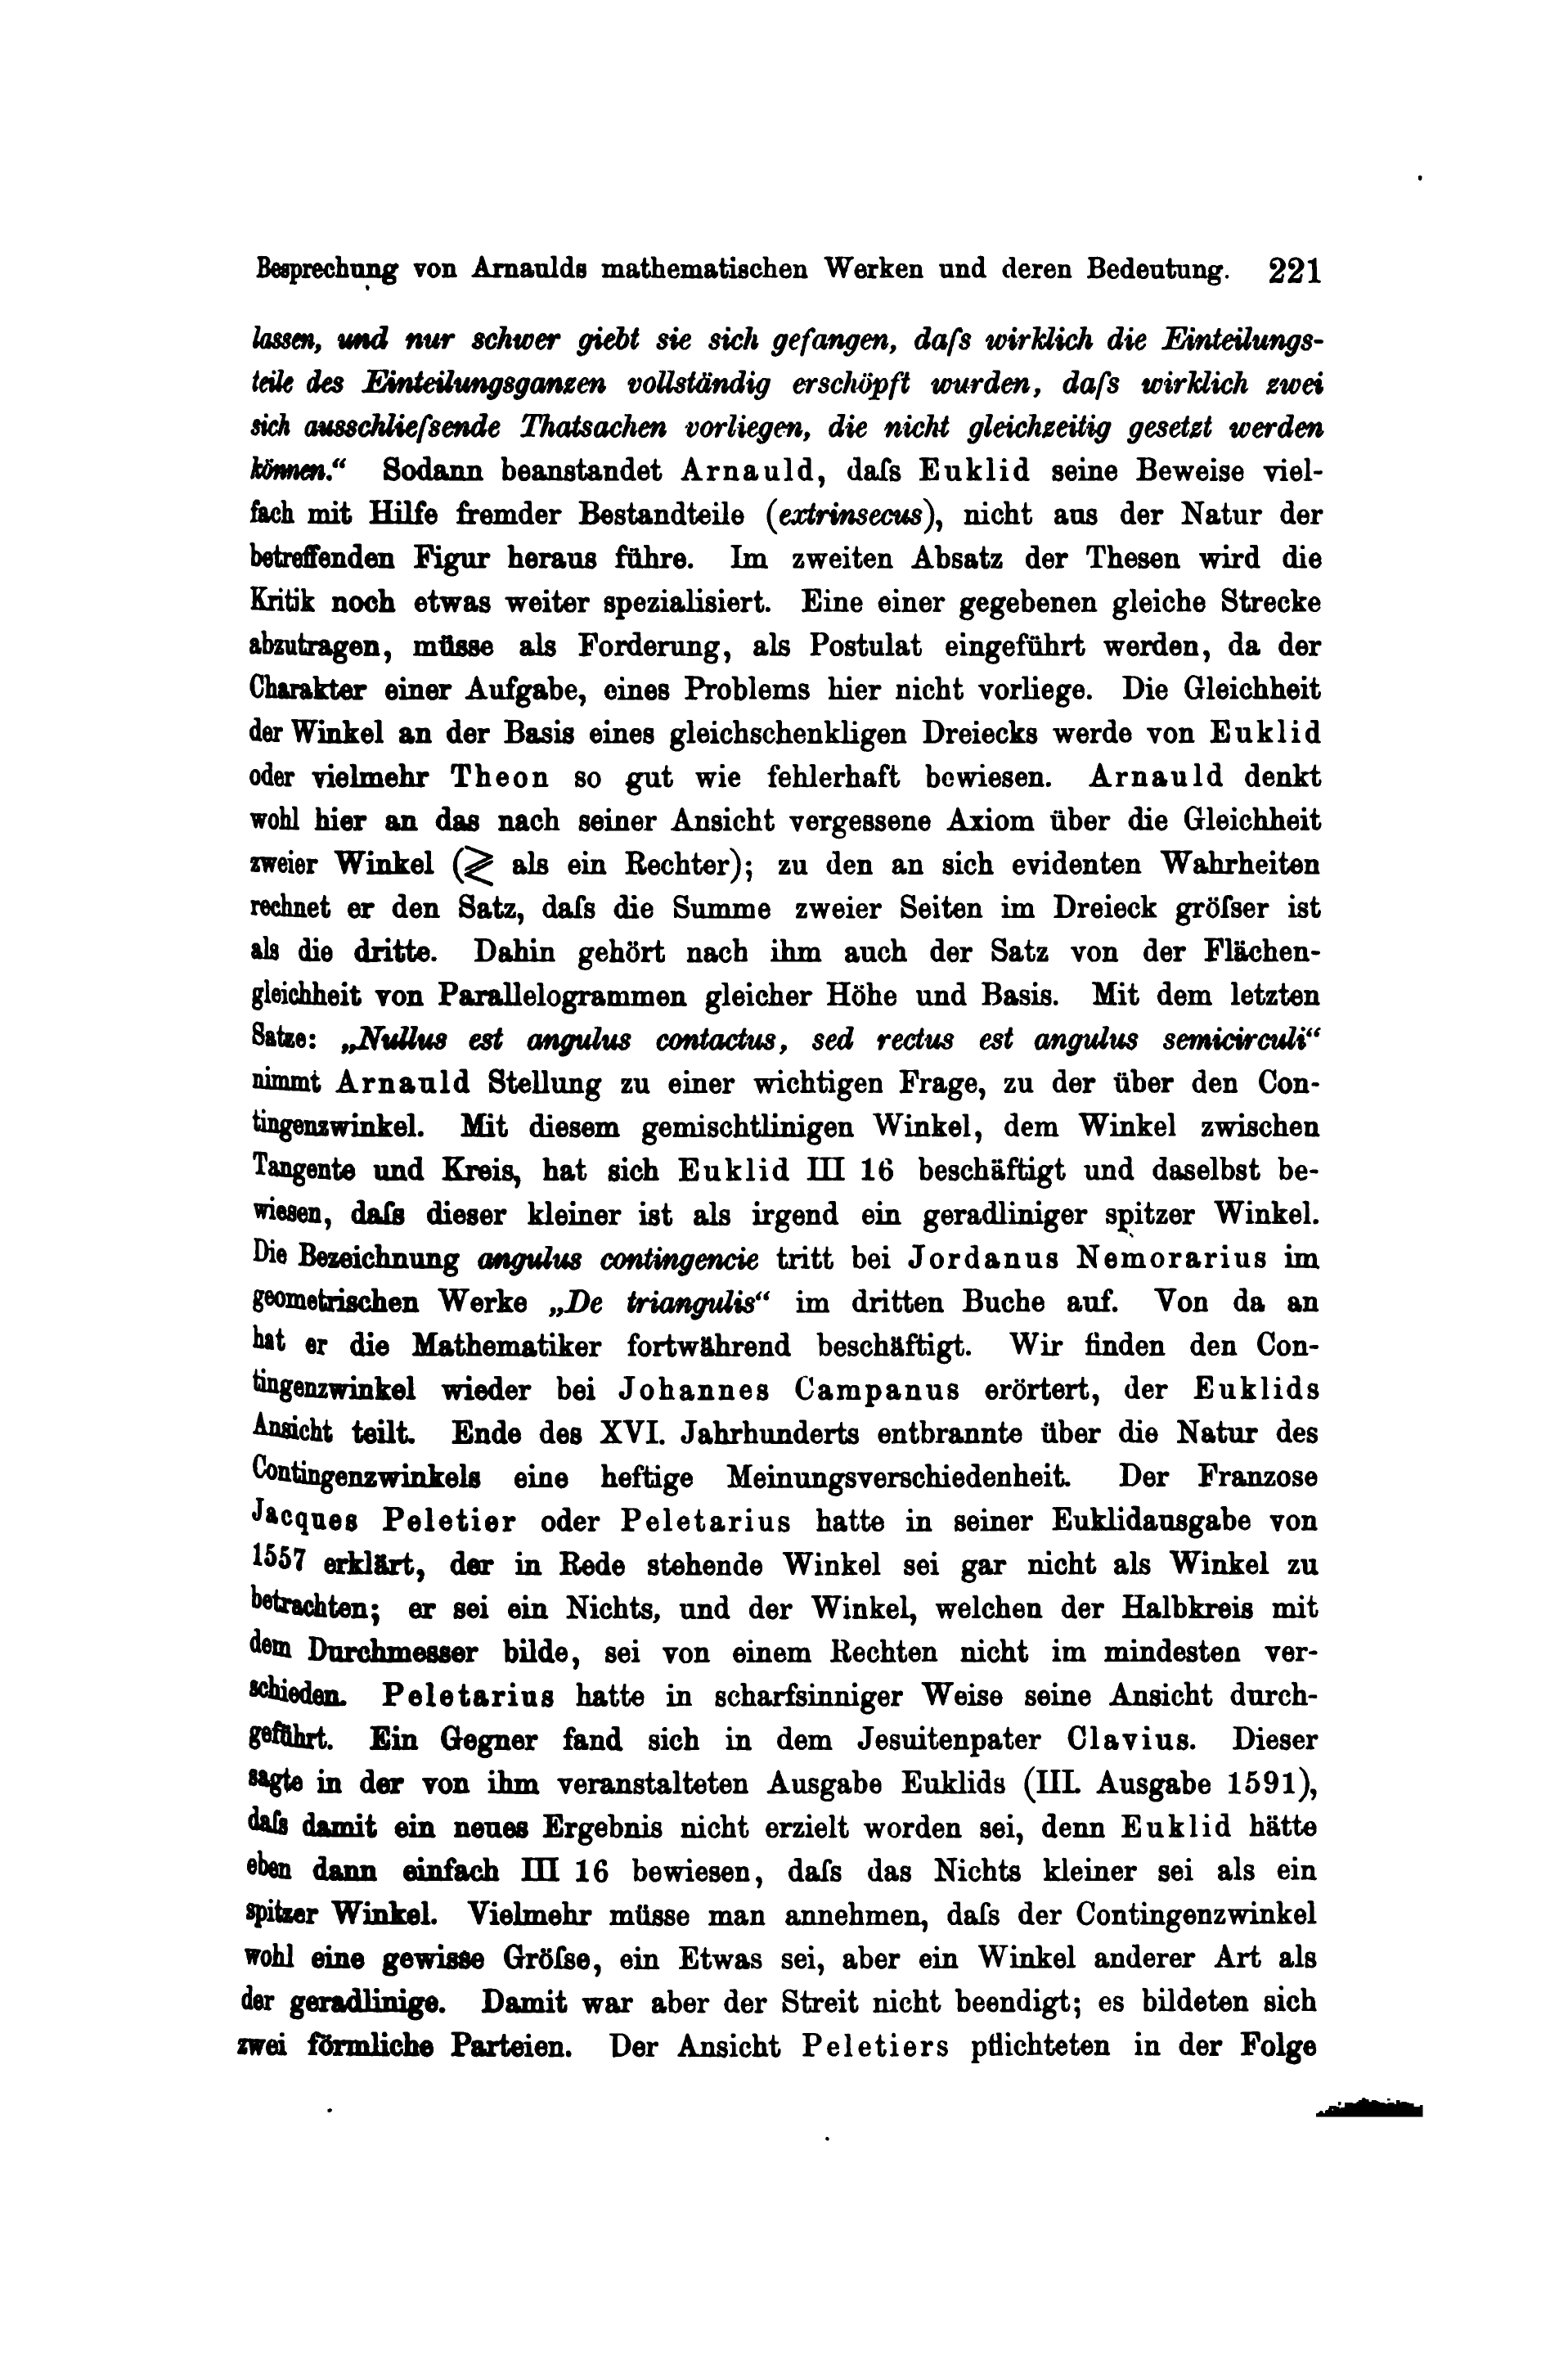 Besprechung von Arnaulds mathematischen Werken und deren Bedeutung. 221
lassen, und nur schwer giebt sie sich gefangen, daſs wirklich die Einteilungs-
teile des Einteilungsganzen vollständig erschöpft wurden, daſs wirklich zwei
sich ausschlieſsende Thatsachen vorliegen, die nicht gleichzeitig gesetzt werden
können.“ Sodann beanstandet Arnauld, daſs Euklid seine Beweise viel-
fach mit Hilfe fremder Bestandteile (extrinsecus), nicht aus der Natur der
betreffenden Figur heraus führe. Im zweiten Absatz der Thesen wird die
Kritik noch etwas weiter spezialisiert. Eine einer gegebenen gleiche Strecke
abzutragen, müsse als Forderung, als Postulat eingeführt werden, da der
Charakter einer Aufgabe, eines Problems hier nicht vorliege. Die Gleichheit
der Winkel an der Basis eines gleichschenkligen Dreiecks werde von Euklid
oder vielmehr Theon so gut wie fehlerhaft bewiesen. Arnauld denkt
wohl hier an das nach seiner Ansicht vergessene Axiom über die Gleichheit
zweier Winkel (⪌ als ein Rechter); zu den an sich evidenten Wahrheiten
rechnet er den Satz, daſs die Summe zweier Seiten im Dreieck gröſser ist
als die dritte. Dahin gehört nach ihm auch der Satz von der Flächen-
gleichheit von Parallelogrammen gleicher Höhe und Basis. Mit dem letzten
Satze: „Nullus est angulus contactus, sed rectus est angulus semicirculi“
nimmt Arnauld Stellung zu einer wichtigen Frage, zu der über den Con-
tingenzwinkel. Mit diesem gemischtlinigen Winkel, dem Winkel zwischen
Tangente und Kreis, hat sich Euklid III 16 beschäftigt und daselbst be-
wiesen, daſs dieser kleiner ist als irgend ein geradliniger spitzer Winkel.
Die Bezeichnung angulus contingencie tritt bei Jordanus Nemorarius im
geometrischen Werke „De triangulis“ im dritten Buche auf. Von da an
hat er die Mathematiker fortwährend beschäftigt. Wir finden den Con-
tingenzwinkel wieder bei Johannes Campanus erörtert, der Euklids
Ansicht teilt. Ende des XVI. Jahrhunderts entbrannte über die Natur des
Contingenzwinkels eine heftige Meinungsverschiedenheit. Der Franzose
Jacques Peletier oder Peletarius hatte in seiner Euklidausgabe von
1557 erklärt, der in Rede stehende Winkel sei gar nicht als Winkel zu
betrachten; er sei ein Nichts, und der Winkel, welchen der Halbkreis mit
dem Durchmesser bilde, sei von einem Rechten nicht im mindesten ver-
schieden. Peletarius hatte in scharfsinniger Weise seine Ansicht durch-
geführt. Ein Gegner fand sich in dem Jesuitenpater Clavius. Dieser
sagte in der von ihm veranstalteten Ausgabe Euklids (III. Ausgabe 1591),
daſs damit ein neues Ergebnis nicht erzielt worden sei, denn Euklid hätte
eben dann einfach III 16 bewiesen, daſs das Nichts kleiner sei als ein
spitzer Winkel. Vielmehr müsse man annehmen, daſs der Contingenzwinkel
wohl eine gewisse Gröſse, ein Etwas sei, aber ein Winkel anderer Art als
der geradlinige. Damit war aber der Streit nicht beendigt; es bildeten sich
zwei förmliche Parteien. Der Ansicht Peletiers pflichteten in der Folge